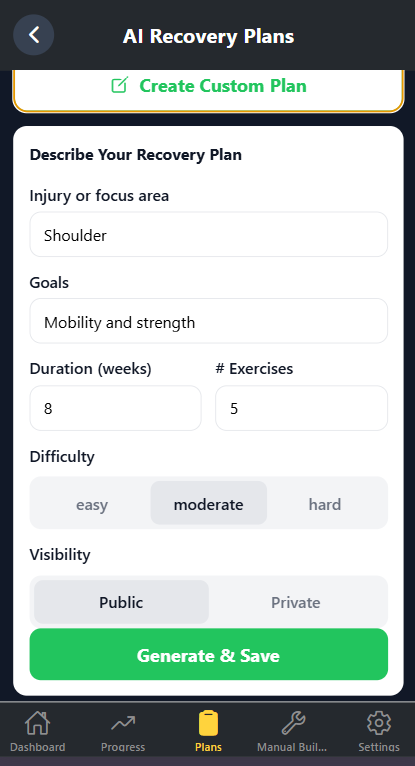 AI Recovery Plans
Create Custom Plan
Describe Your Recovery Plan
Injury or focus area
Shoulder
Goals
Mobility and strength
Duration (weeks) # Exercises
8 5
Difficulty
easy moderate hard
Visibility
Public Private
Generate & Save
Dashboard Progress Plans Manual Buil... Settings